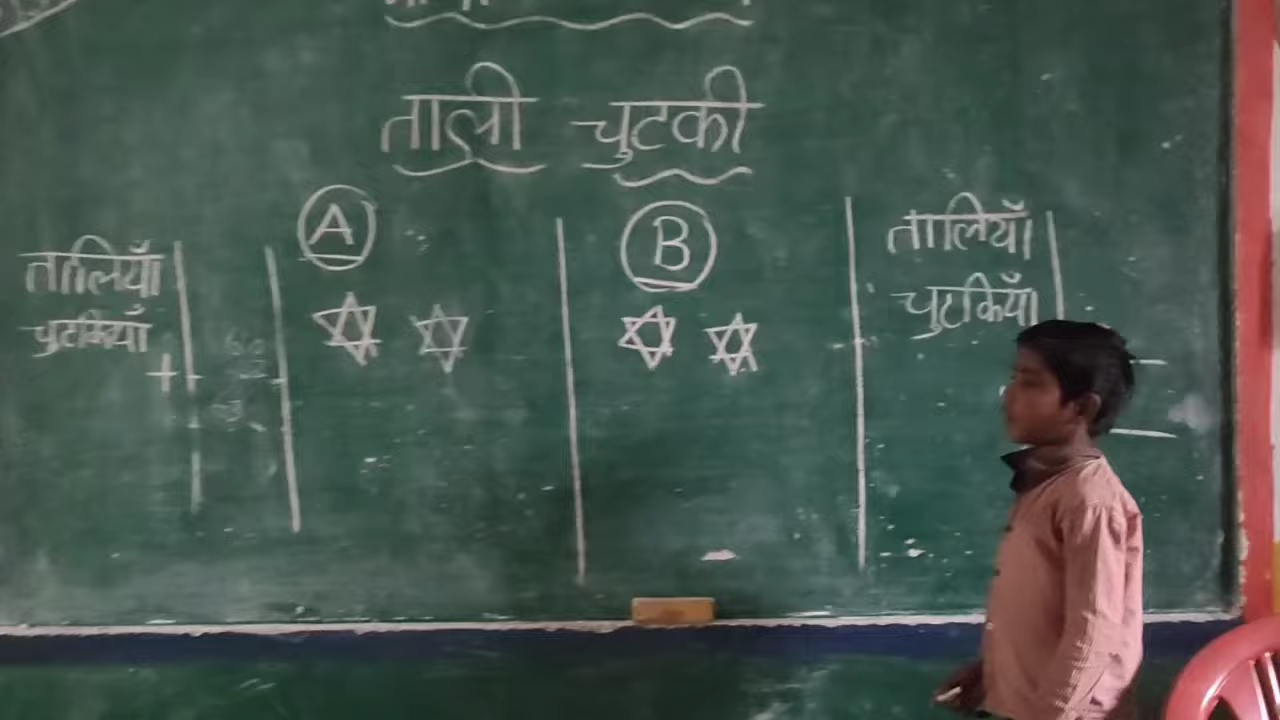 ताली चुटकी
A B
तालियाँ तालियाँ
चुटकियाँ चुटकियाँ
+